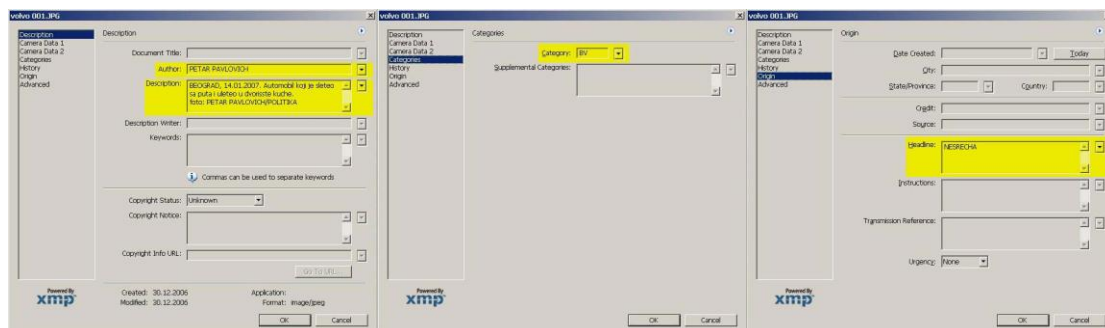 volvo 001.JPG
Description
Camera Data 1
Camera Data 2
Categories
History
Origin
Advanced
Description
Document Title:
Author: PETAR PAVLOVICH
Description: BEOGRAD, 14.01.2007. Automobil koji je sleteo
sa puta i uleteo u dvoriste kuche.
foto: PETAR PAVLOVICH/POLITIKA
Description Writer:
Keywords:
Commas can be used to separate keywords
Copyright Status: Unknown
Copyright Notice:
Copyright Info URL:
Go To URL...
Powered By
xmp
Created: 30.12.2006 Application:
Modified: 30.12.2006 Format: image/jpeg
OK Cancel
volvo 001.JPG
Description
Camera Data 1
Camera Data 2
Categories
History
Origin
Advanced
Categories
Category: BV
Supplemental Categories:
Powered By
xmp
OK Cancel
volvo 001.JPG
Description
Camera Data 1
Camera Data 2
Categories
History
Origin
Advanced
Origin
Date Created: Today
City:
State/Province: Country:
Credit:
Source:
Headline: NESRECHA
Instructions:
Transmission Reference:
Urgency: None
Powered By
xmp
OK Cancel